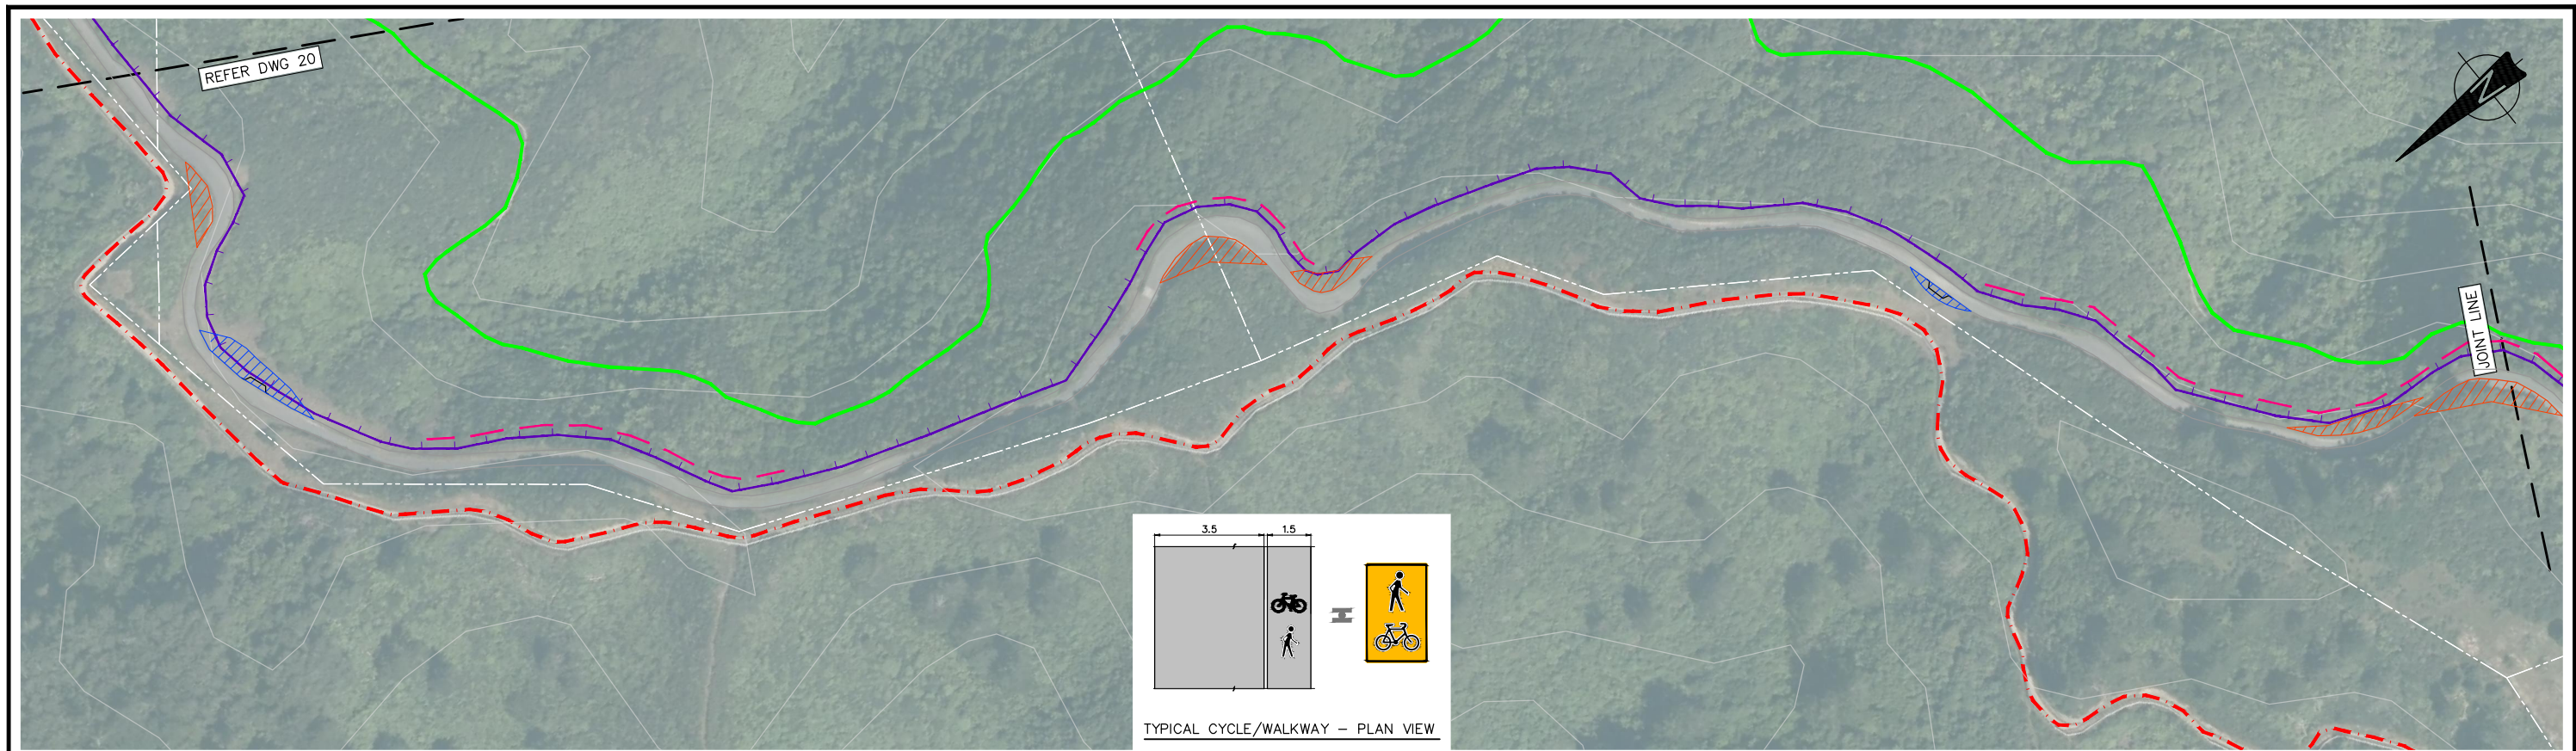 REFER DWG 20
N
JOINT LINE
3.5 1.5
TYPICAL CYCLE/WALKWAY – PLAN VIEW